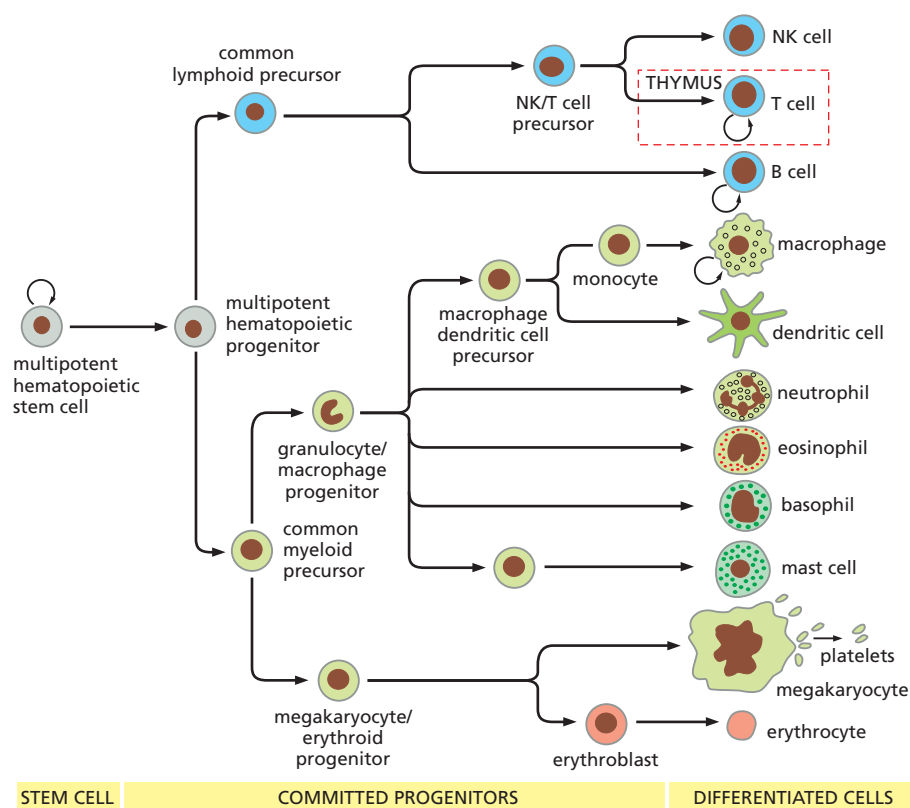 common
lymphoid precursor
NK/T cell
precursor
NK cell
THYMUS
T cell
B cell
macrophage
monocyte
macrophage
dendritic cell
precursor
dendritic cell
multipotent
hematopoietic
stem cell
multipotent
hematopoietic
progenitor
neutrophil
granulocyte/
macrophage
progenitor
eosinophil
basophil
common
myeloid
precursor
mast cell
platelets
megakaryocyte
megakaryocyte/
erythroid
progenitor
erythroblast
erythrocyte
STEM CELL
COMMITTED PROGENITORS
DIFFERENTIATED CELLS